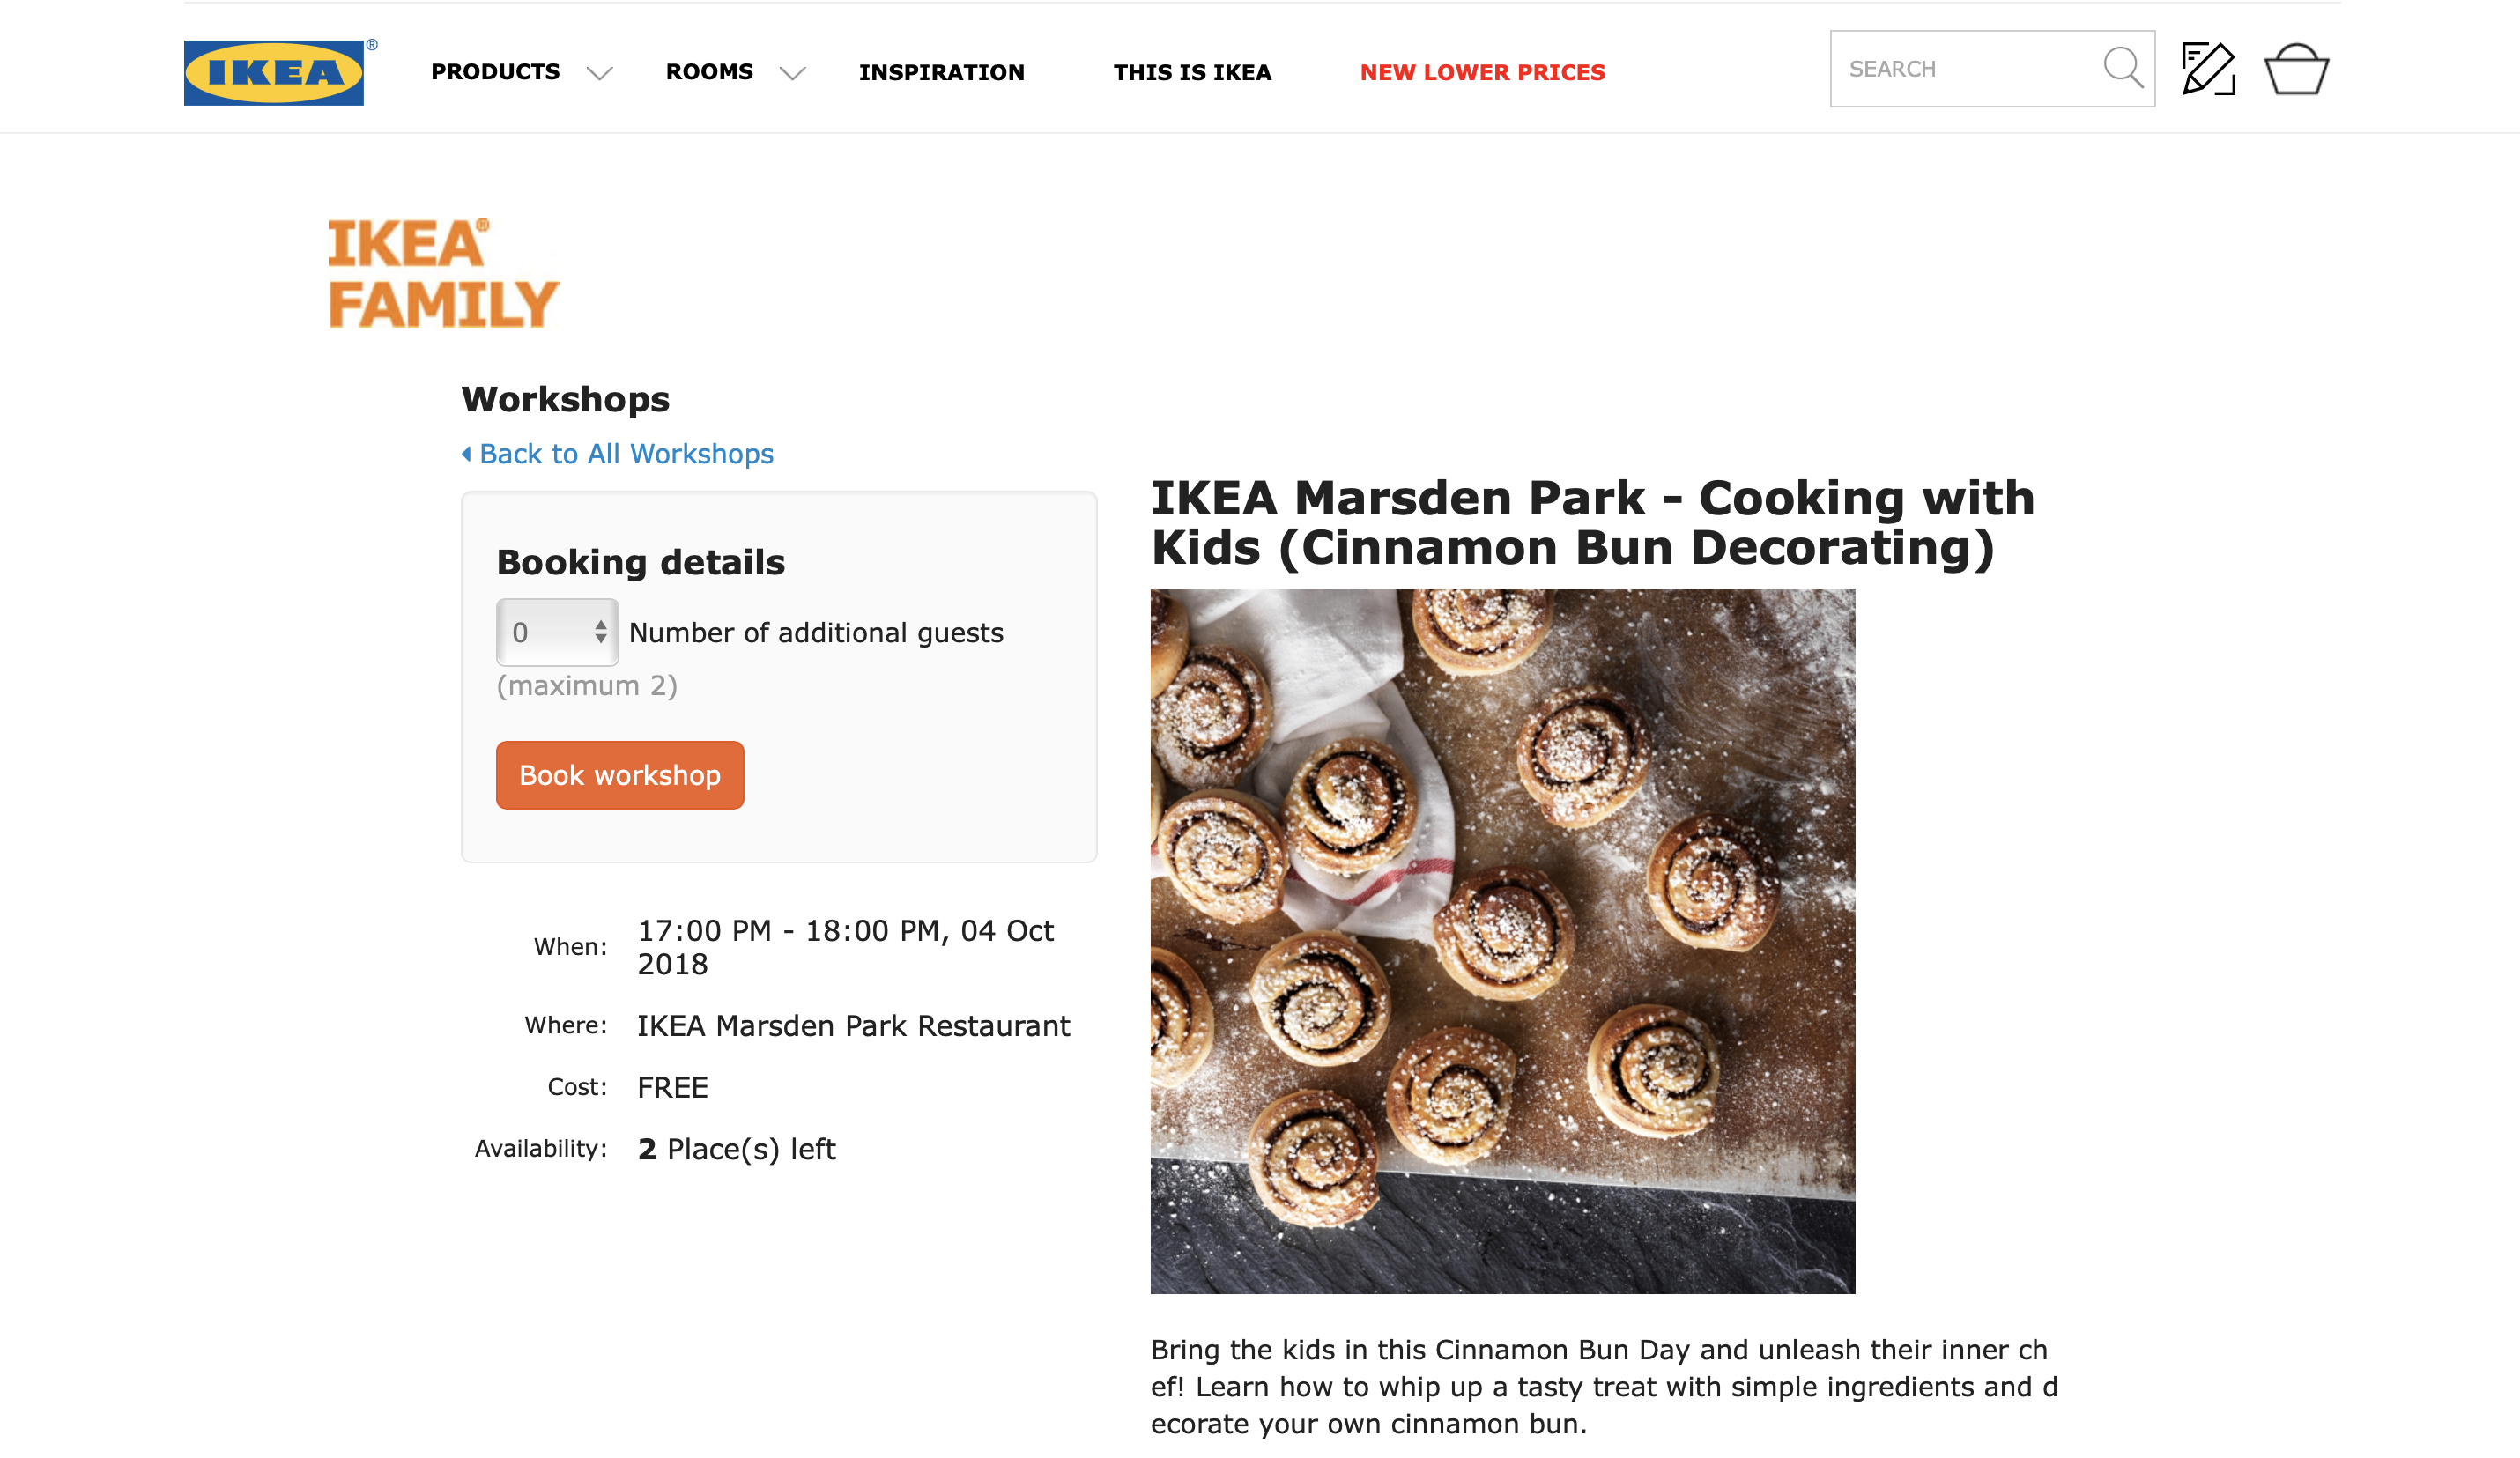 IKEA®
PRODUCTS
ROOMS
INSPIRATION
THIS IS IKEA
NEW LOWER PRICES
SEARCH
IKEA®
FAMILY
Workshops
Back to All Workshops
Booking details
0 Number of additional guests
(maximum 2)
Book workshop
When: 17:00 PM - 18:00 PM, 04 Oct
2018
Where: IKEA Marsden Park Restaurant
Cost: FREE
Availability: 2 Place(s) left
IKEA Marsden Park - Cooking with
Kids (Cinnamon Bun Decorating)
Bring the kids in this Cinnamon Bun Day and unleash their inner ch
ef! Learn how to whip up a tasty treat with simple ingredients and d
ecorate your own cinnamon bun.